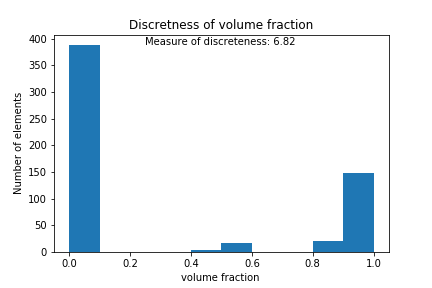 Discretness of volume fraction
Measure of discreteness: 6.82
400
350
300
250
200
150
100
50
0
Number of elements
0.0 0.2 0.4 0.6 0.8 1.0
volume fraction